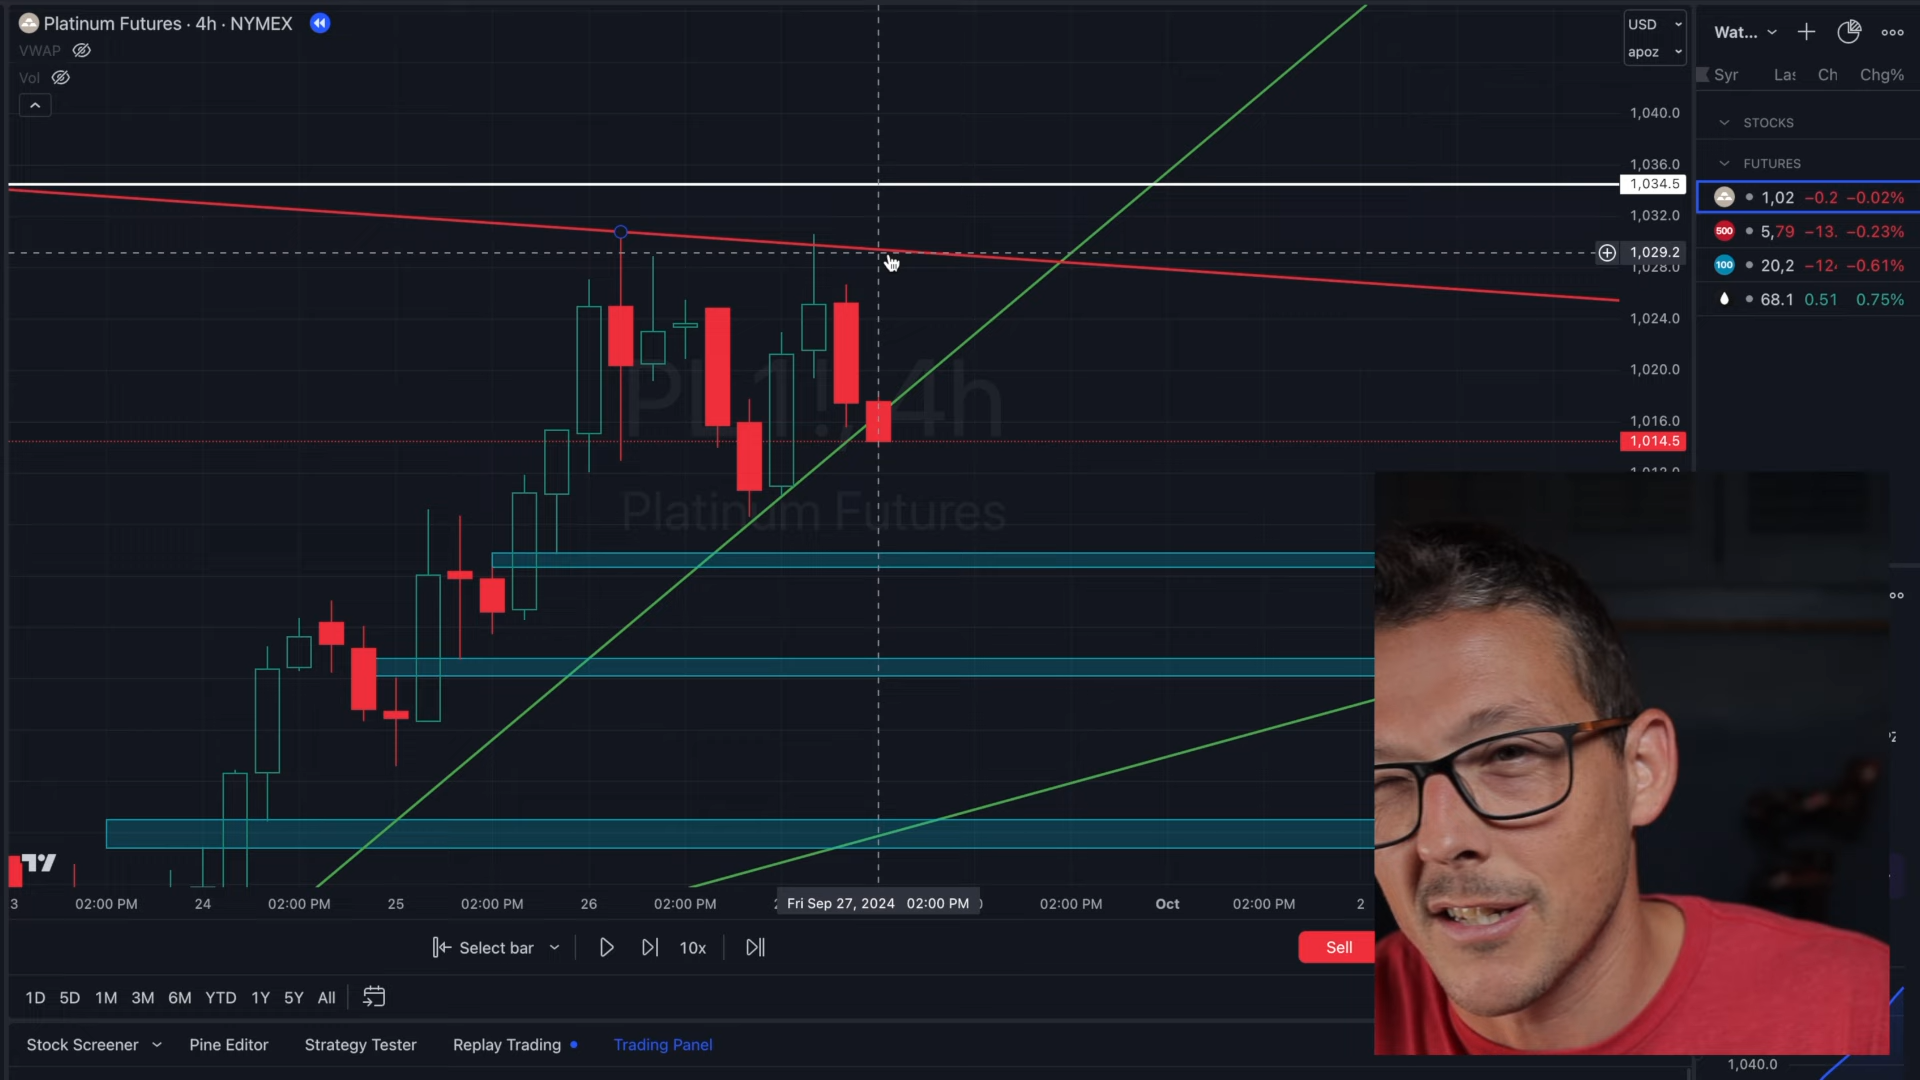 Platinum Futures · 4h · NYMEX
VWAP
Vol
USD
apoz
1,040.0
1,036.0
1,034.5
1,032.0
1,029.2
1,028.0
1,024.0
1,020.0
1,016.0
1,014.5
PL1!, 4h
Platinum Futures
Wat...
Syr Las Ch Chg%
STOCKS
FUTURES
1,02 −0.2 −0.02%
500 5,79 −13. −0.23%
100 20,2 −0.61%
68.1 0.51 0.75%
3 02:00 PM 24 02:00 PM 25 02:00 PM 26 02:00 PM Fri Sep 27, 2024 02:00 PM 02:00 PM Oct 02:00 PM 2
Select bar 10x
Sell
1D 5D 1M 3M 6M YTD 1Y 5Y All
Stock Screener Pine Editor Strategy Tester Replay Trading Trading Panel
1,040.0